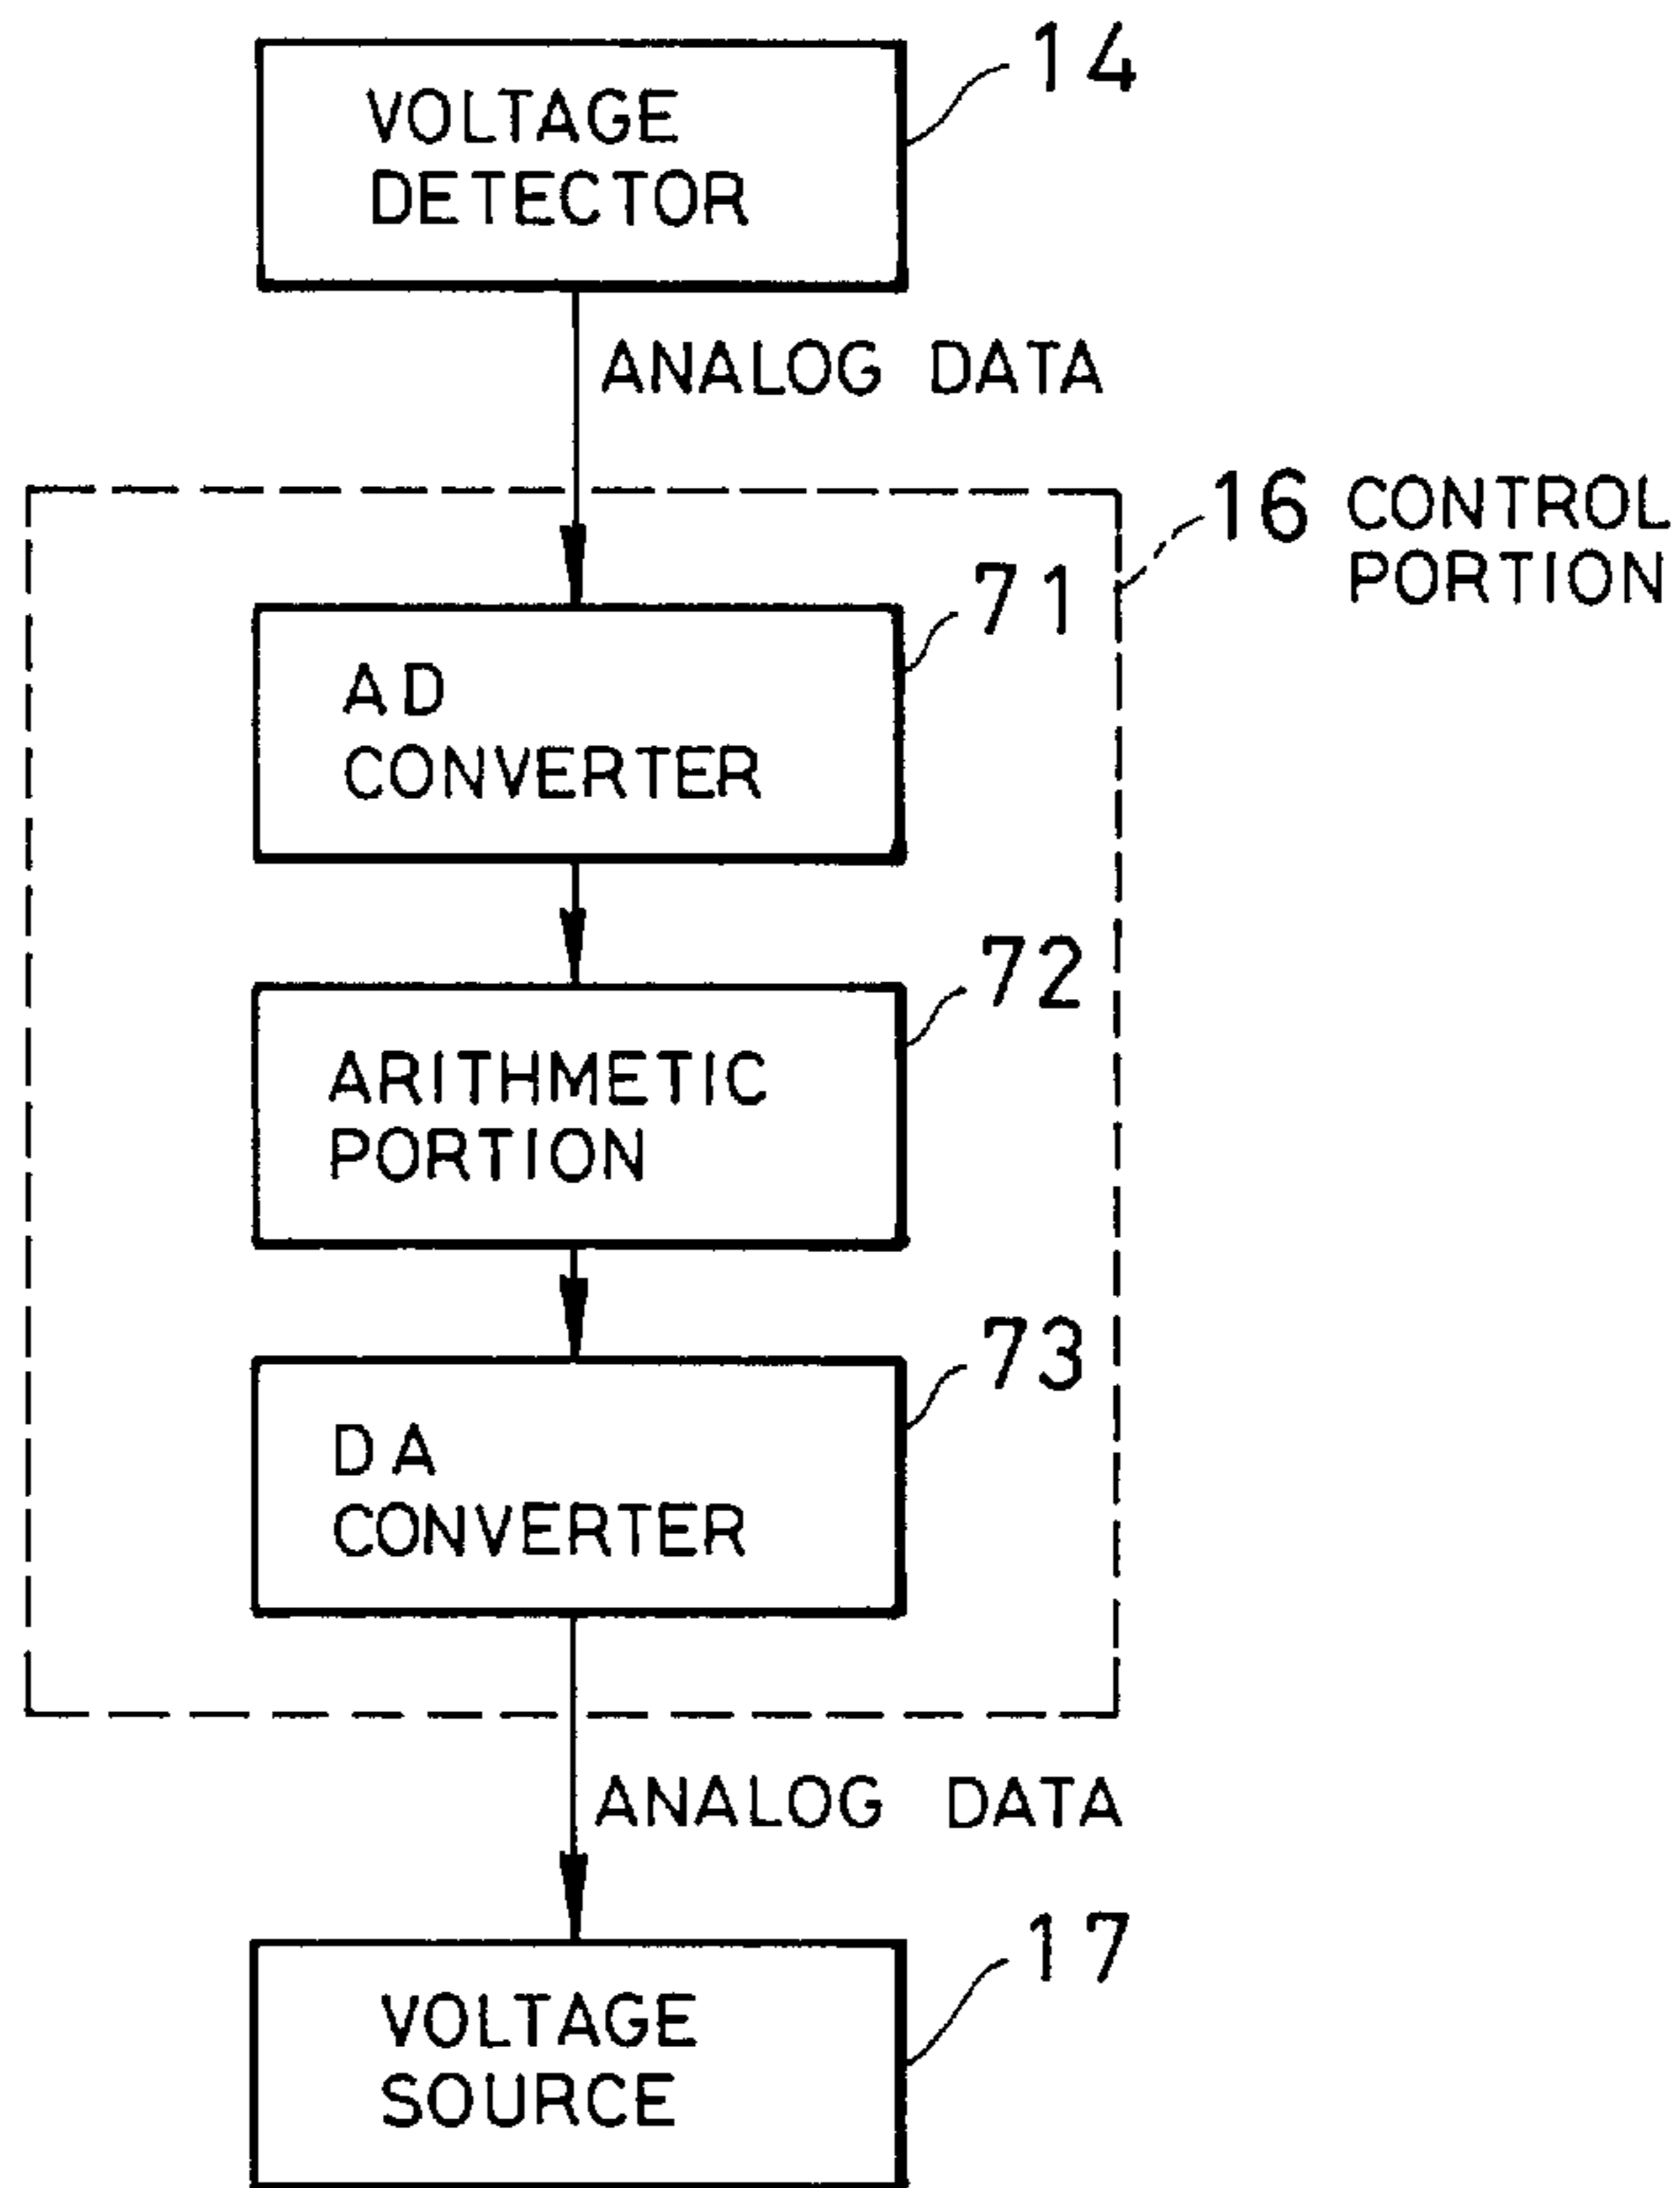 14
VOLTAGE
DETECTOR
ANALOG DATA
16 CONTROL
PORTION
71
AD
CONVERTER
72
ARITHMETIC
PORTION
73
DA
CONVERTER
ANALOG DATA
17
VOLTAGE
SOURCE